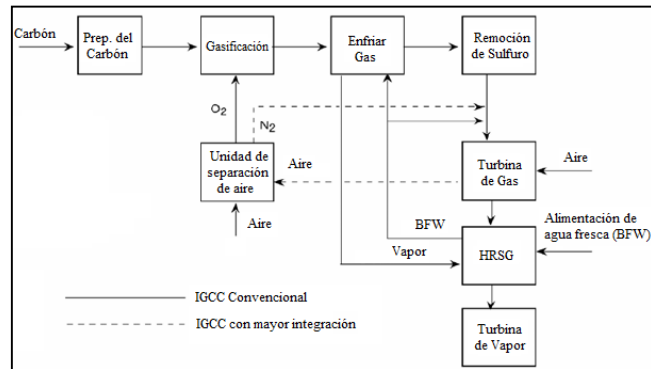 Carbón
Prep. del
Carbón
Gasificación
Enfriar
Gas
Remoción
de Sulfuro
O2
N2
Unidad de
separación
de aire
Aire
Aire
Turbina
de Gas
Aire
BFW
Vapor
HRSG
Alimentación de
agua fresca (BFW)
IGCC Convencional
IGCC con mayor integración
Turbina
de Vapor